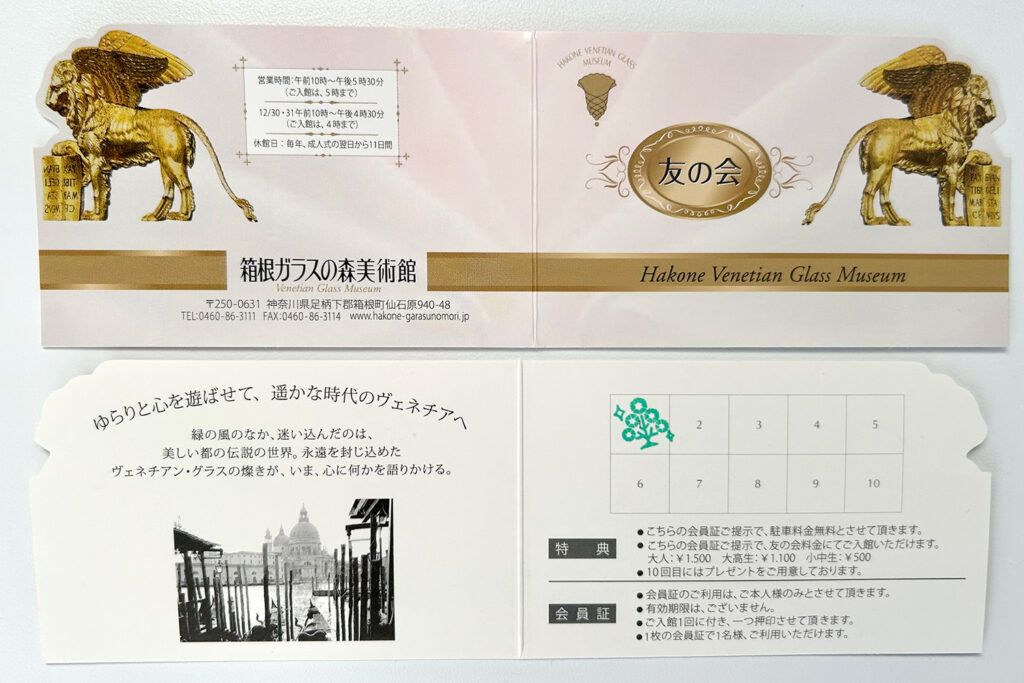 営業時間:午前10時〜午後5時30分
(ご入館は、5時まで)
12/30・31午前10時〜午後4時30分
(ご入館は、4時まで)
休館日：毎年、成人式の翌日から11日間
箱根ガラスの森美術館
Venetian Glass Museum
〒250-0631 神奈川県足柄下郡箱根町仙石原940-48
TEL:0460-86-3111 FAX:0460-86-3114 www.hakone-garasunomori.jp
HAKONE VENETIAN GLASS
MUSEUM
友の会
Hakone Venetian Glass Museum
ゆらりと心を遊ばせて、遥かな時代のヴェネチアへ
緑の風のなか、迷い込んだのは、
美しい都の伝説の世界。永遠を封じ込めた
ヴェネチアン・グラスの燦きが、いま、心に何かを語りかける。
2 3 4 5
6 7 8 9 10
特典
●こちらの会員証ご提示で、駐車料金無料とさせて頂きます。
●こちらの会員証ご提示で、友の会料金にてご入館いただけます。
大人：¥1.500 大高生：¥1.100 小中生：¥500
●10回目にはプレゼントをご用意しております。
会員証
●会員証のご利用は、ご本人様のみとさせて頂きます。
●有効期限は、ございません。
●ご入館1回に付き、一つ押印させて頂きます。
●1枚の会員証で1名様、ご利用いただけます。